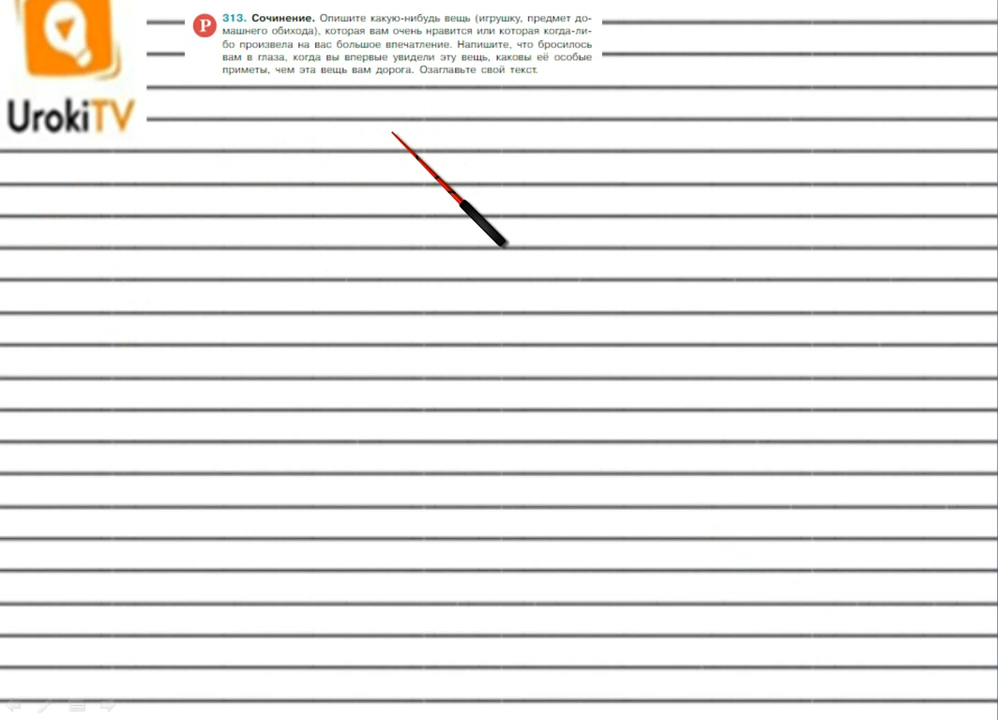 UrokiTV
Р
313. Сочинение. Опишите какую-нибудь вещь (игрушку, предмет до-
машнего обихода), которая вам очень нравится или которая когда-ли-
бо произвела на вас большое впечатление. Напишите, что бросилось
вам в глаза, когда вы впервые увидели эту вещь, каковы её особые
приметы, чем эта вещь вам дорога. Озаглавьте свой текст.